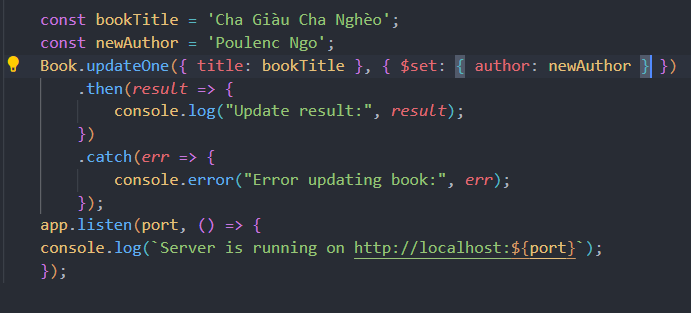 const bookTitle = 'Cha Giàu Cha Nghèo';
const newAuthor = 'Poulenc Ngo';
Book.updateOne({ title: bookTitle }, { $set: { author: newAuthor } })
.then(result => {
console.log("Update result:", result);
})
.catch(err => {
console.error("Error updating book:", err);
});
app.listen(port, () => {
console.log(`Server is running on http://localhost:${port}`);
});